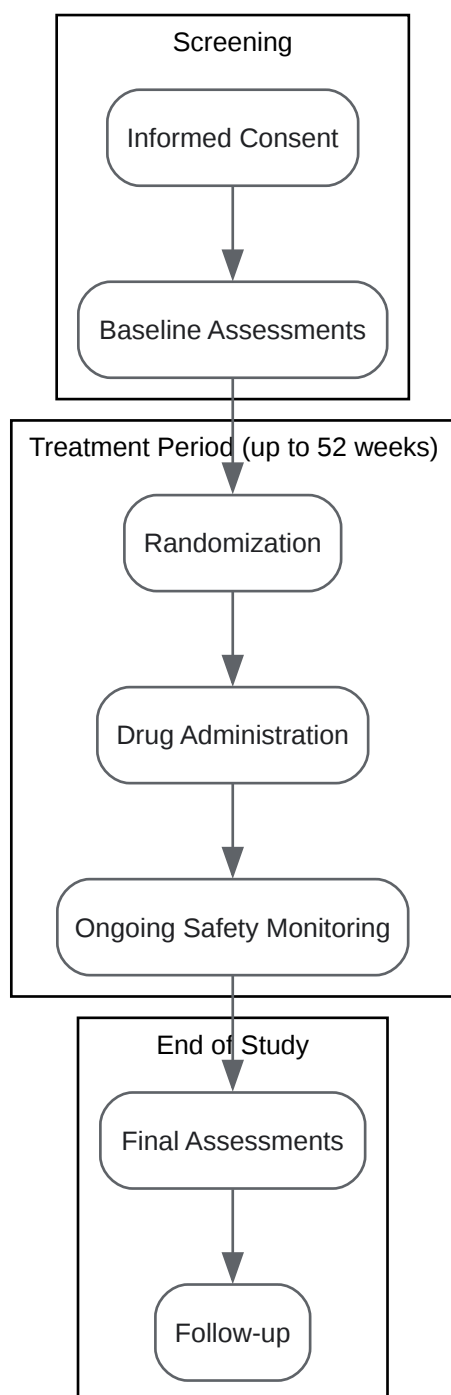 Screening
Informed Consent
Baseline Assessments
Treatment Period (up to 52 weeks)
Randomization
Drug Administration
Ongoing Safety Monitoring
End of Study
Final Assessments
Follow-up